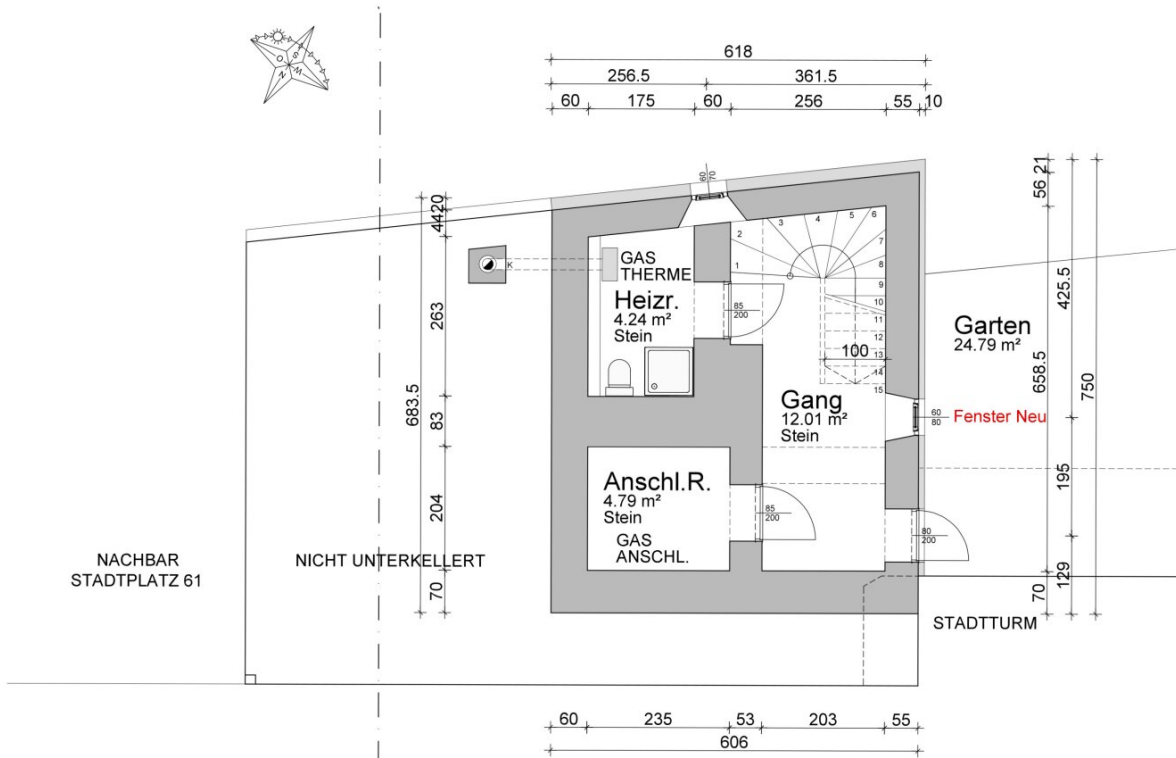 S
O
W
N
618
256.5
361.5
60
175
60
256
55
10
20
44
263
83
204
70
683.5
21
56
658.5
70
425.5
195
129
750
60
70
K
GAS
THERME
Heizr.
4.24 m²
Stein
85
200
1
2
3
4
5
6
7
8
9
10
11
12
13
14
15
100
Gang
12.01 m²
Stein
Garten
24.79 m²
60
80
Fenster Neu
Anschl.R.
4.79 m²
Stein
GAS
ANSCHL.
85
200
80
200
NACHBAR
STADTPLATZ 61
NICHT UNTERKELLERT
STADTTURM
60
235
53
203
55
606